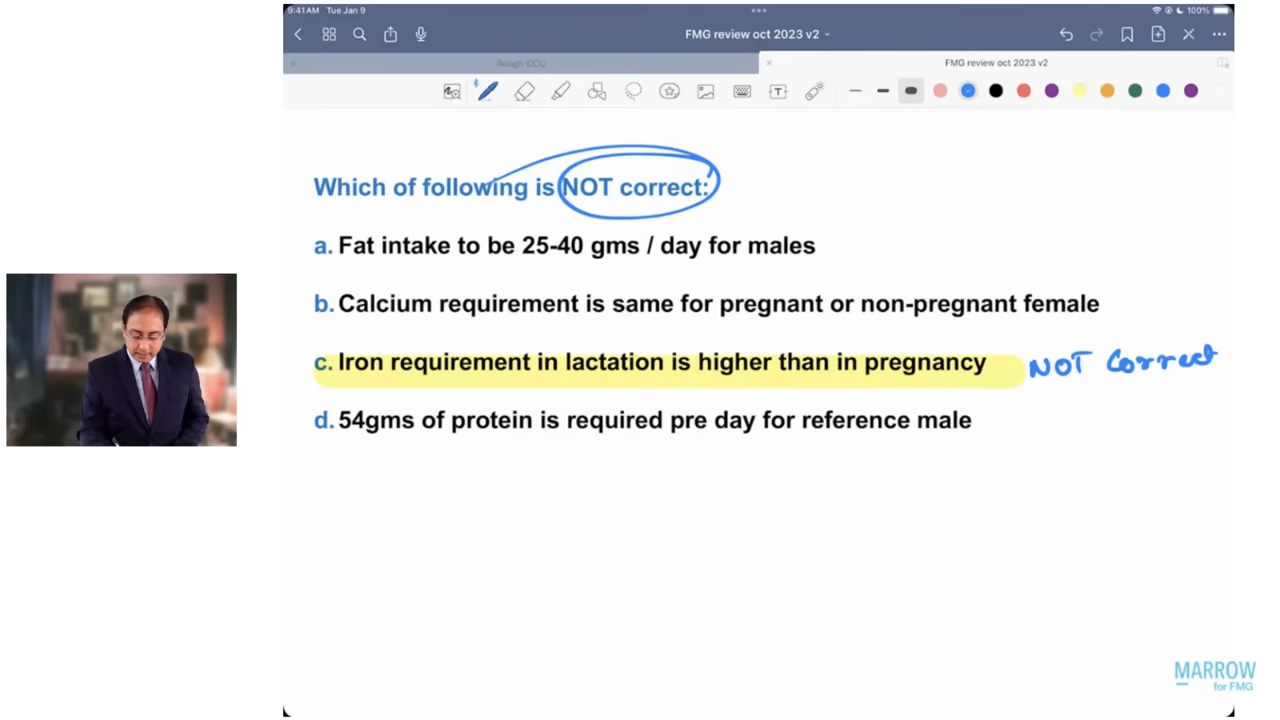 9:41AM Tue Jan 9
100%
FMG review oct 2023 v2
Rough CCU
FMG review oct 2023 v2
T
Which of following is NOT correct:
a. Fat intake to be 25-40 gms / day for males
b. Calcium requirement is same for pregnant or non-pregnant female
c. Iron requirement in lactation is higher than in pregnancy NOT Correct
d. 54gms of protein is required pre day for reference male
MARROW
for FMG